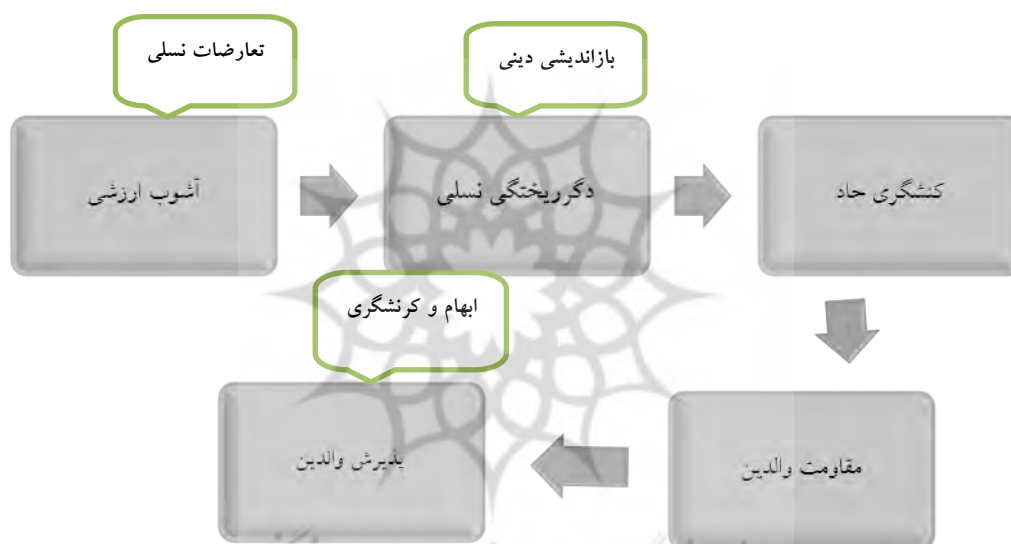 تعارضات نسلی
بازاندیشی دینی
آشوب ارزشی
دگرریختگی نسلی
کنشگری حاد
ابهام و کرنشگری
پذیرش والدین
مقاومت والدین